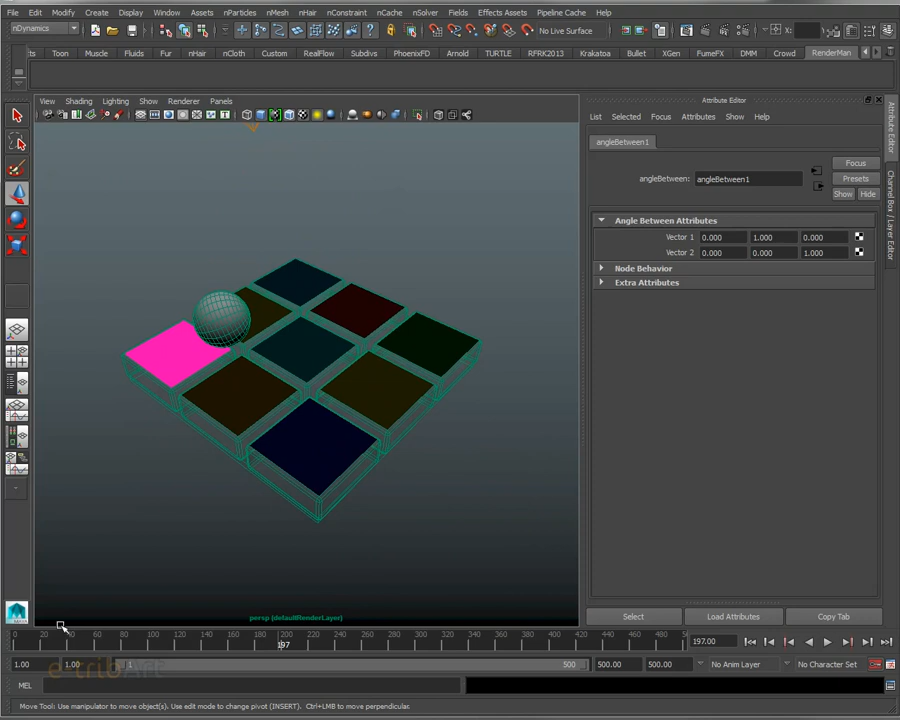 File Edit Modify Create Display Window Assets nParticles nMesh nHair nConstraint nCache nSolver Fields Effects Assets Pipeline Cache
nDynamics
No Live Surface
ts Toon Muscle Fluids Fur nHair nCloth Custom RealFlow Subdivs PhoenixFD Arnold TURTLE RFRK2013 Krakatoa Bullet XGen FumeFX DMM Crowd RenderMan
View Shading Lighting Show Renderer Panels
Attribute Editor
List Selected Focus Attributes Show Help
angleBetween1
Focus
angleBetween: angleBetween1
Presets
Show Hide
Angle Between Attributes
Vector 1 0.000 1.000 0.000
Vector 2 0.000 0.000 1.000
Node Behavior
Extra Attributes
Attribute Editor
Channel Box / Layer Editor
persp (defaultRenderLayer)
Select Load Attributes Copy Tab
0 20 40 60 80 100 120 140 160 180 200 220 240 260 280 300 320 340 360 380 400 420 440 460 480 500
197
197.00
1.00 1.00 1 500 500.00 500.00 No Anim Layer No Character Set
e-tribArt
MEL
Move Tool: Use manipulator to move object(s). Use edit mode to change pivot (INSERT). Ctrl+LMB to move perpendicular.